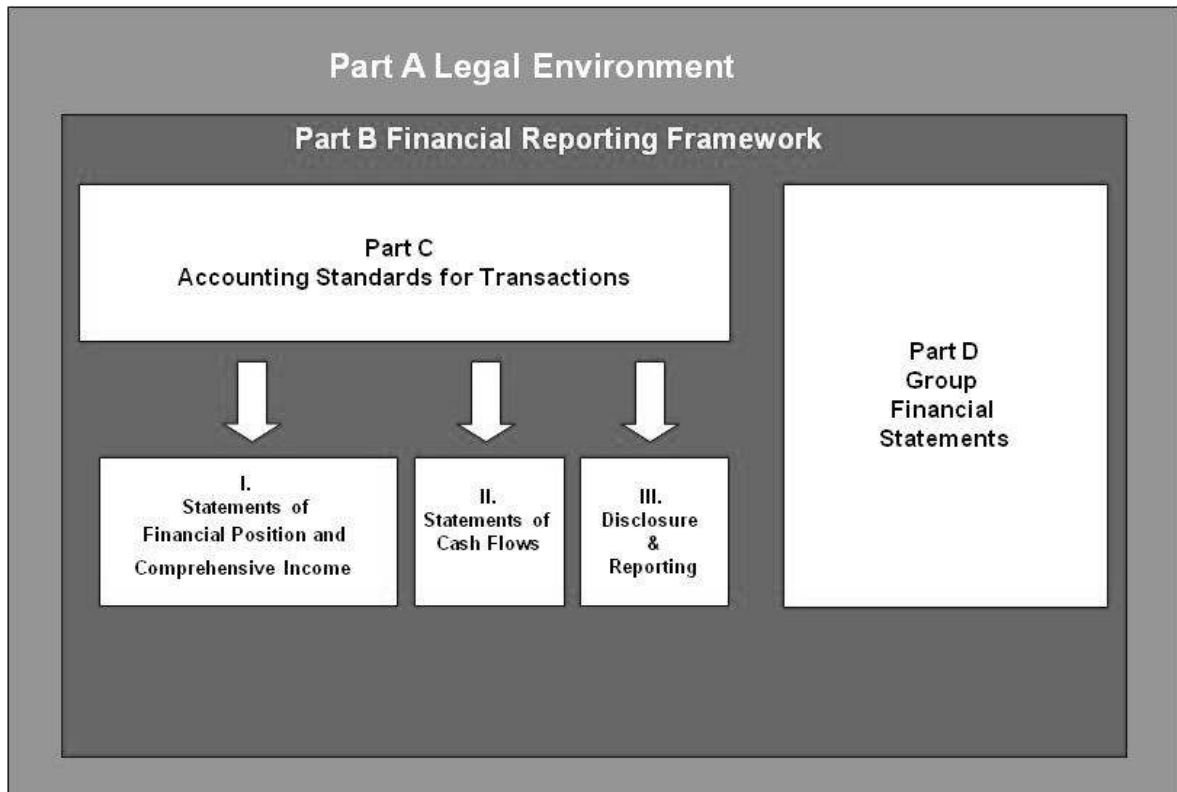 Part A Legal Environment
Part B Financial Reporting Framework
Part C
Accounting Standards for Transactions
Part D
Group
Financial
Statements
I.
Statements of
Financial Position and
Comprehensive Income
II.
Statements of
Cash Flows
III.
Disclosure
&
Reporting